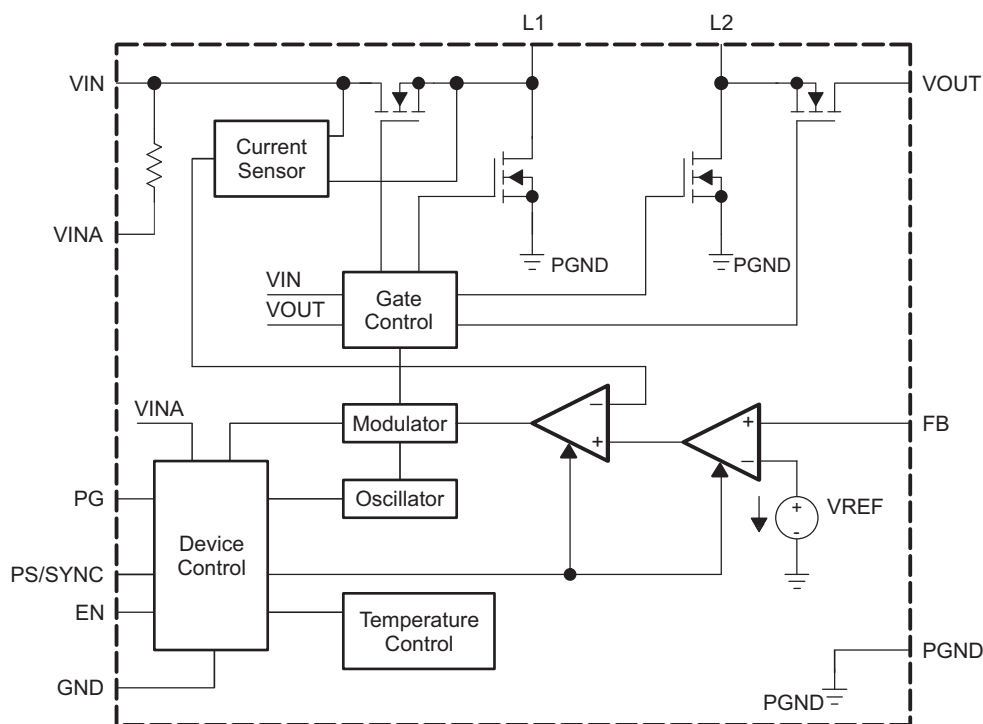 L1
L2
VIN
VOUT
Current
Sensor
VINA
PGND
PGND
VIN
VOUT
Gate
Control
VINA
Modulator
−
+
+
−
FB
PG
Oscillator
+
-
VREF
Device
Control
PS/SYNC
EN
Temperature
Control
PGND
GND
PGND